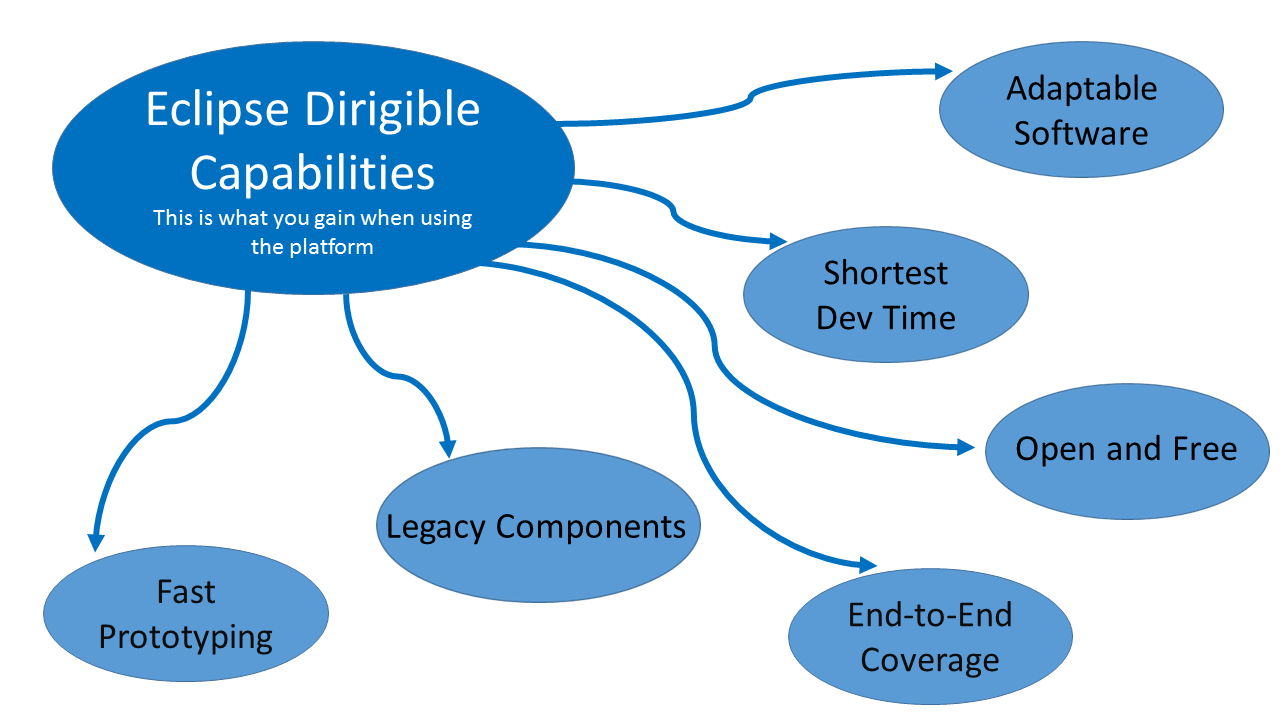 Eclipse Dirigible
Capabilities
This is what you gain when using
the platform
Adaptable
Software
Shortest
Dev Time
Open and Free
Legacy Components
Fast
Prototyping
End-to-End
Coverage